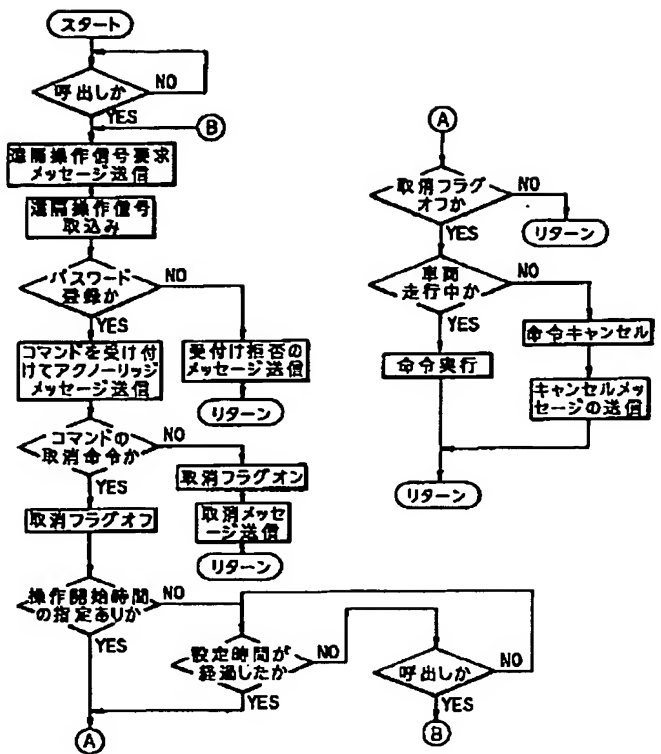 スタート
呼出しか
NO
YES
B
遠隔操作信号要求
メッセージ送信
遠隔操作信号
取込み
パスワード
登録か
NO
YES
コマンドを受け付
けてアクノーリッジ
メッセージ送信
受付け拒否の
メッセージ送信
リターン
コマンドの
取消命令か
NO
YES
取消フラグオン
取消フラグオフ
取消メッセ
ージ送信
リターン
操作開始時間
の指定ありか
NO
YES
設定時間が
経過したか
NO
YES
呼出しか
NO
YES
A
B
A
取消フラグ
オフか
NO
YES
リターン
車両
走行中か
NO
YES
命令キャンセル
命令実行
キャンセルメッ
セージの送信
リターン